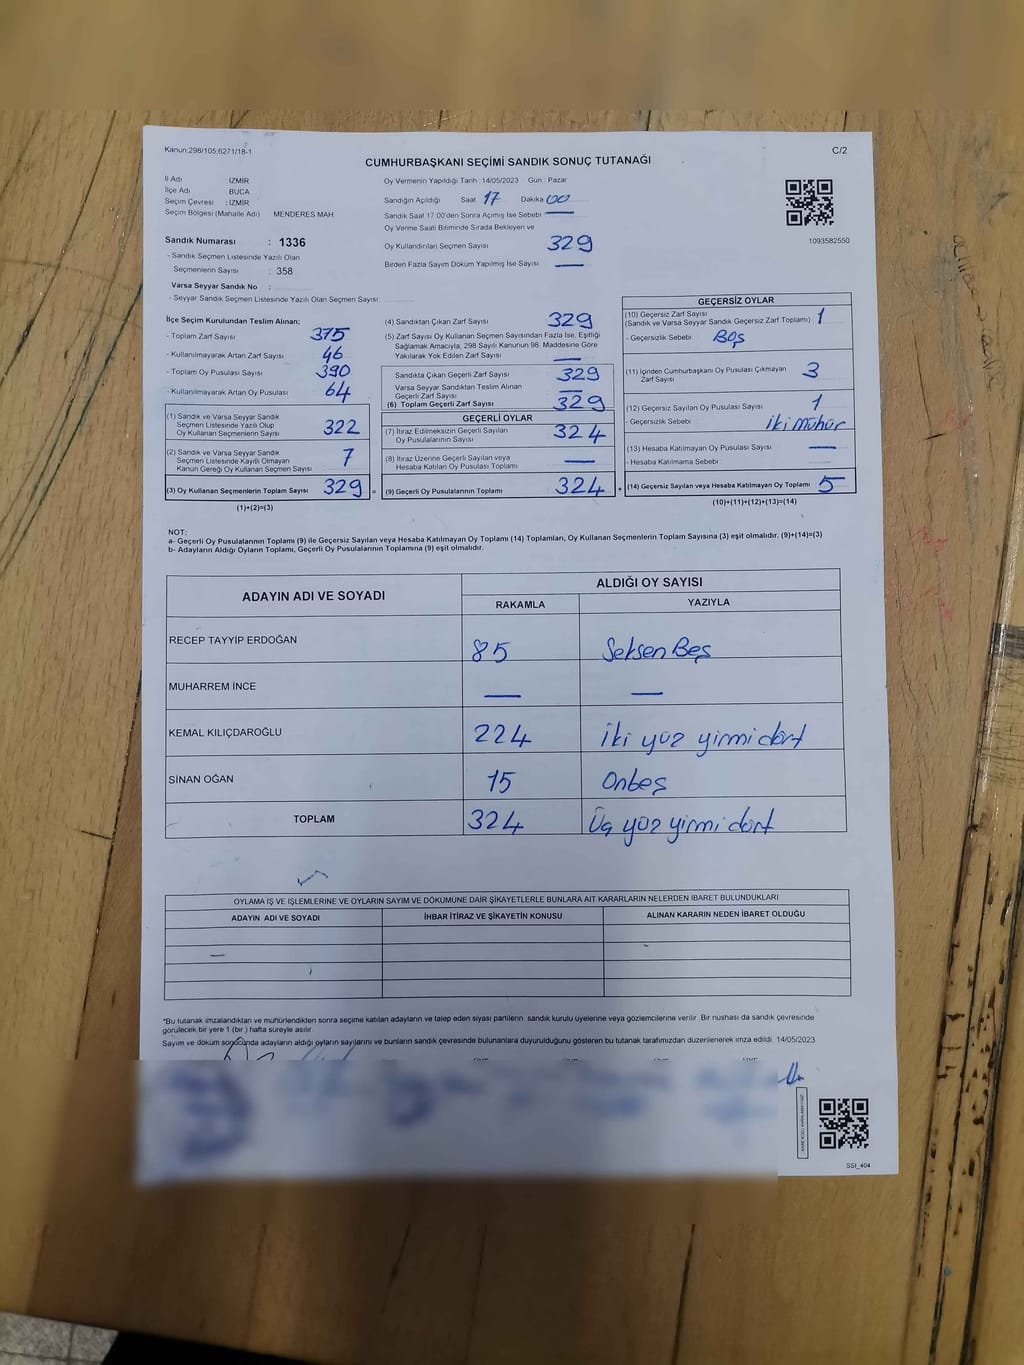 Kanun:298/105;6271/18-1
C/2
CUMHURBAŞKANI SEÇİMİ SANDIK SONUÇ TUTANAĞI
İl Adı : İZMİR
İlçe Adı : BUCA
Seçim Çevresi : İZMİR
Seçim Bölgesi (Mahalle Adı) MENDERES MAH
Sandık Numarası : 1336
- Sandık Seçmen Listesinde Yazılı Olan
Seçmenlerin Sayısı : 358
Varsa Seyyar Sandık No :
- Seyyar Sandık Seçmen Listesinde Yazılı Olan Seçmen Sayısı:
Oy Vermenin Yapıldığı Tarih : 14/05/2023 Gün : Pazar
Sandığın Açıldığı Saat 17 Dakika 00
Sandık Saat 17:00'den Sonra Açılmış İse Sebebi —
Oy Verme Saati Bitiminde Sırada Bekleyen ve
Oy Kullandırılan Seçmen Sayısı 329
Birden Fazla Sayım Döküm Yapılmış İse Sayısı —
1093582550
İlçe Seçim Kurulundan Teslim Alınan;
- Toplam Zarf Sayısı 375
- Kullanılmayarak Artan Zarf Sayısı 46
- Toplam Oy Pusulası Sayısı 390
- Kullanılmayarak Artan Oy Pusulası 64
(1) Sandık ve Varsa Seyyar Sandık
Seçmen Listesinde Yazılı Olup
Oy Kullanan Seçmenlerin Sayısı 322
(2) Sandık ve Varsa Seyyar Sandık
Seçmen Listesinde Kayıtlı Olmayan
Kanun Gereği Oy Kullanan Seçmen Sayısı 7
(3) Oy Kullanan Seçmenlerin Toplam Sayısı 329 =
(1)+(2)=(3)
(4) Sandıktan Çıkan Zarf Sayısı 329
(5) Zarf Sayısı Oy Kullanan Seçmen Sayısından Fazla İse, Eşitliği
Sağlamak Amacıyla, 298 Sayılı Kanunun 98. Maddesine Göre
Yakılarak Yok Edilen Zarf Sayısı —
Sandıkta Çıkan Geçerli Zarf Sayısı 329
Varsa Seyyar Sandıktan Teslim Alınan
Geçerli Zarf Sayısı —
(6) Toplam Geçerli Zarf Sayısı 329
GEÇERLİ OYLAR
(7) İtiraz Edilmeksizin Geçerli Sayılan
Oy Pusulalarının Sayısı 324
(8) İtiraz Üzerine Geçerli Sayılan veya
Hesaba Katılan Oy Pusulası Toplamı —
(9) Geçerli Oy Pusulalarının Toplamı 324 +
GEÇERSİZ OYLAR
(10) Geçersiz Zarf Sayısı
(Sandık ve Varsa Seyyar Sandık Geçersiz Zarf Toplamı) 1
- Geçersizlik Sebebi : Boş
(11) İçinden Cumhurbaşkanı Oy Pusulası Çıkmayan
Zarf Sayısı 3
(12) Geçersiz Sayılan Oy Pusulası Sayısı 1
- Geçersizlik Sebebi : iki mühür
(13) Hesaba Katılmayan Oy Pusulası Sayısı —
- Hesaba Katılmama Sebebi
(14) Geçersiz Sayılan veya Hesaba Katılmayan Oy Toplamı 5
(10)+(11)+(12)+(13)=(14)
NOT:
a- Geçerli Oy Pusulalarının Toplamı (9) ile Geçersiz Sayılan veya Hesaba Katılmayan Oy Toplamı (14) Toplamları, Oy Kullanan Seçmenlerin Toplam Sayısına (3) eşit olmalıdır. (9)+(14)=(3)
b- Adayların Aldığı Oyların Toplamı, Geçerli Oy Pusulalarının Toplamına (9) eşit olmalıdır.
ADAYIN ADI VE SOYADI
ALDIĞI OY SAYISI
RAKAMLA YAZIYLA
RECEP TAYYİP ERDOĞAN 85 Seksen Beş
MUHARREM İNCE — —
KEMAL KILIÇDAROĞLU 224 iki yüz yirmi dört
SİNAN OĞAN 15 Onbeş
TOPLAM 324 Üç yüz yirmi dört
OYLAMA İŞ VE İŞLEMLERİNE VE OYLARIN SAYIM VE DÖKÜMÜNE DAİR ŞİKAYETLERLE BUNLARA AİT KARARLARIN NELERDEN İBARET BULUNDUKLARI
ADAYIN ADI VE SOYADI İHBAR İTİRAZ VE ŞİKAYETİN KONUSU ALINAN KARARIN NEDEN İBARET OLDUĞU
*Bu tutanak imzalandıktan ve mühürlendikten sonra seçime katılan adayların ve talep eden siyasi partilerin sandık kurulu üyelerine veya gözlemcilerine verilir. Bir nüshası da sandık çevresinde
görülecek bir yere 1 (bir) hafta süreyle asılır.
Sayım ve döküm sonucunda adayların aldığı oyların sayılarını ve bunların sandık çevresinde bulunanlara duyurulduğunu gösteren bu tutanak tarafımızdan düzenlenerek imza edildi. 14/05/2023
SSI_404